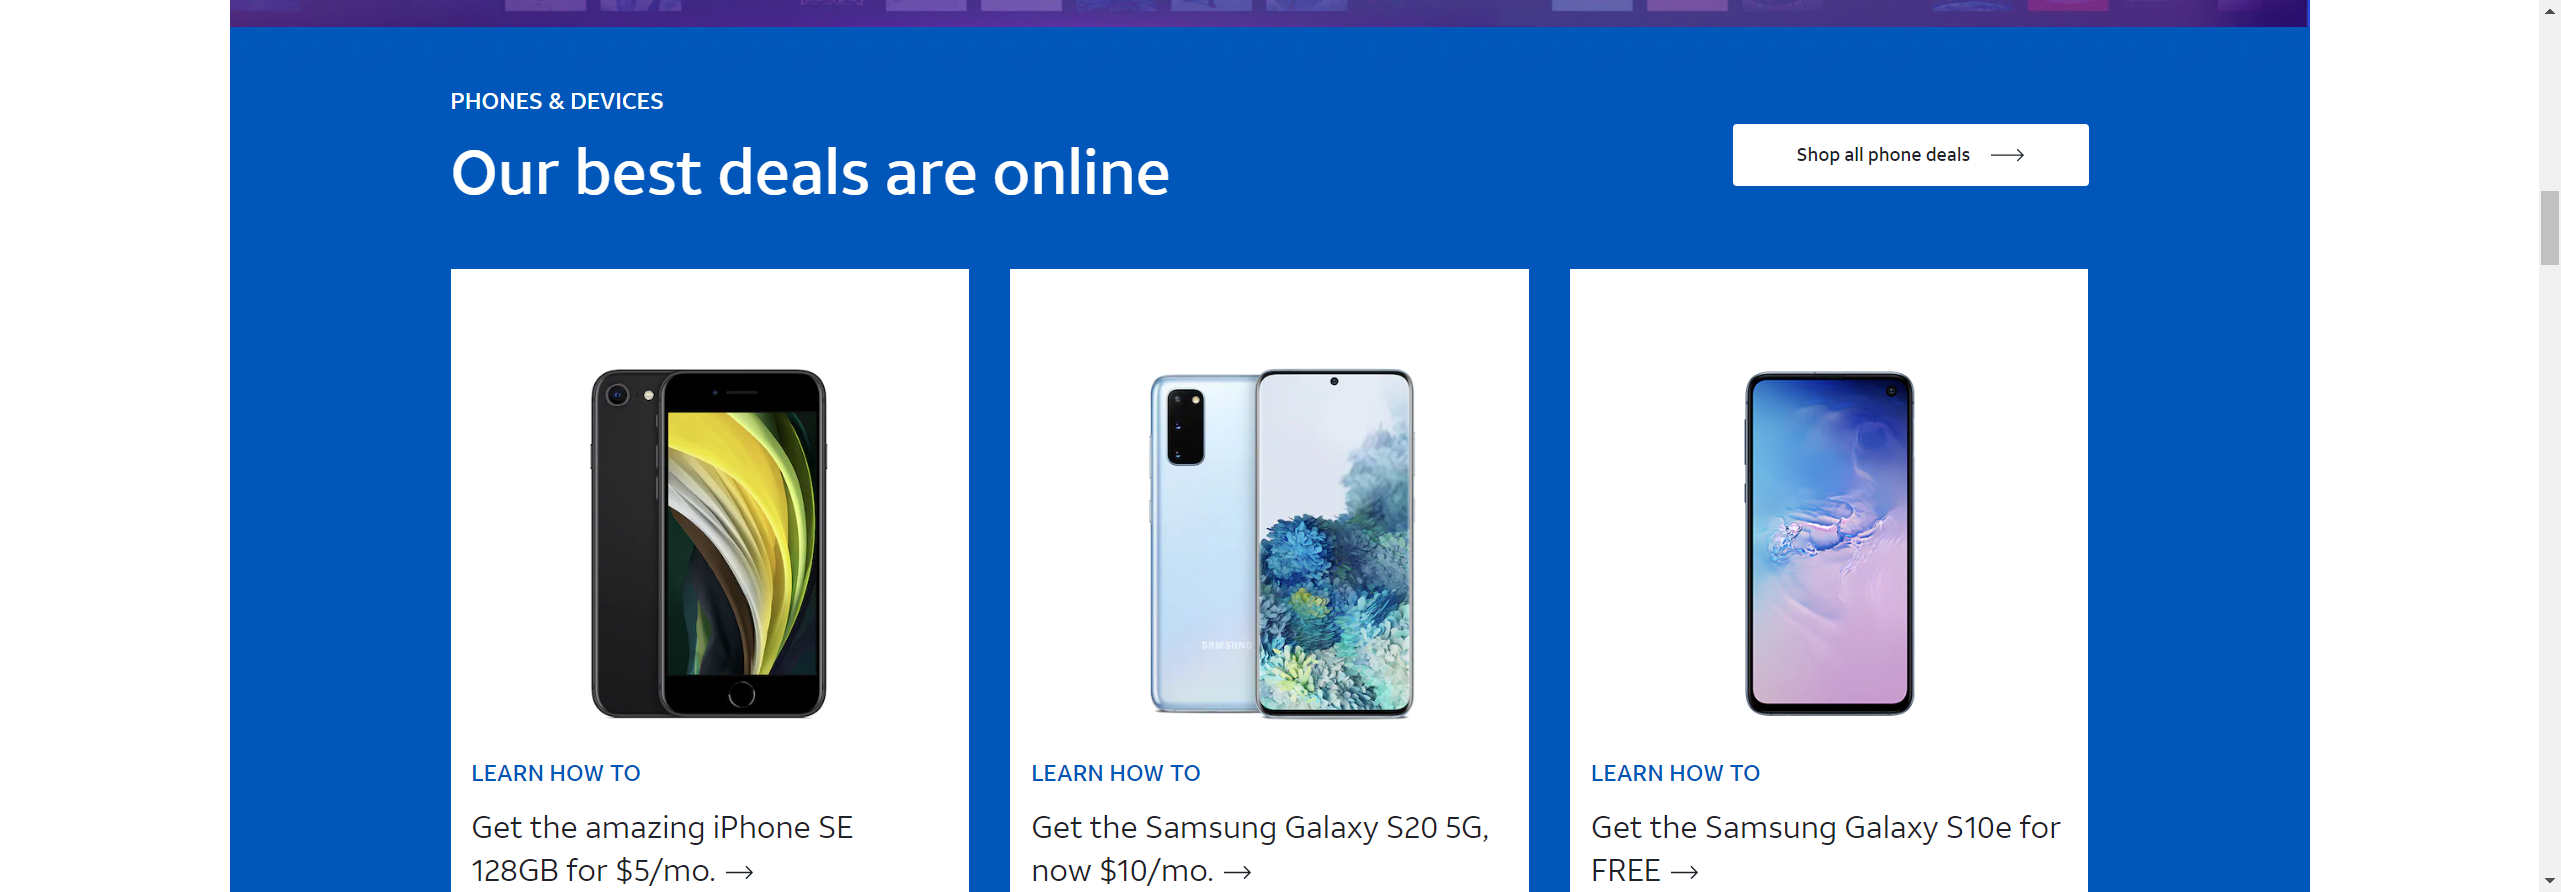 PHONES & DEVICES
Our best deals are online
Shop all phone deals
SAMSUNG
LEARN HOW TO
Get the amazing iPhone SE
128GB for $5/mo. →
LEARN HOW TO
Get the Samsung Galaxy S20 5G,
now $10/mo. →
LEARN HOW TO
Get the Samsung Galaxy S10e for
FREE →